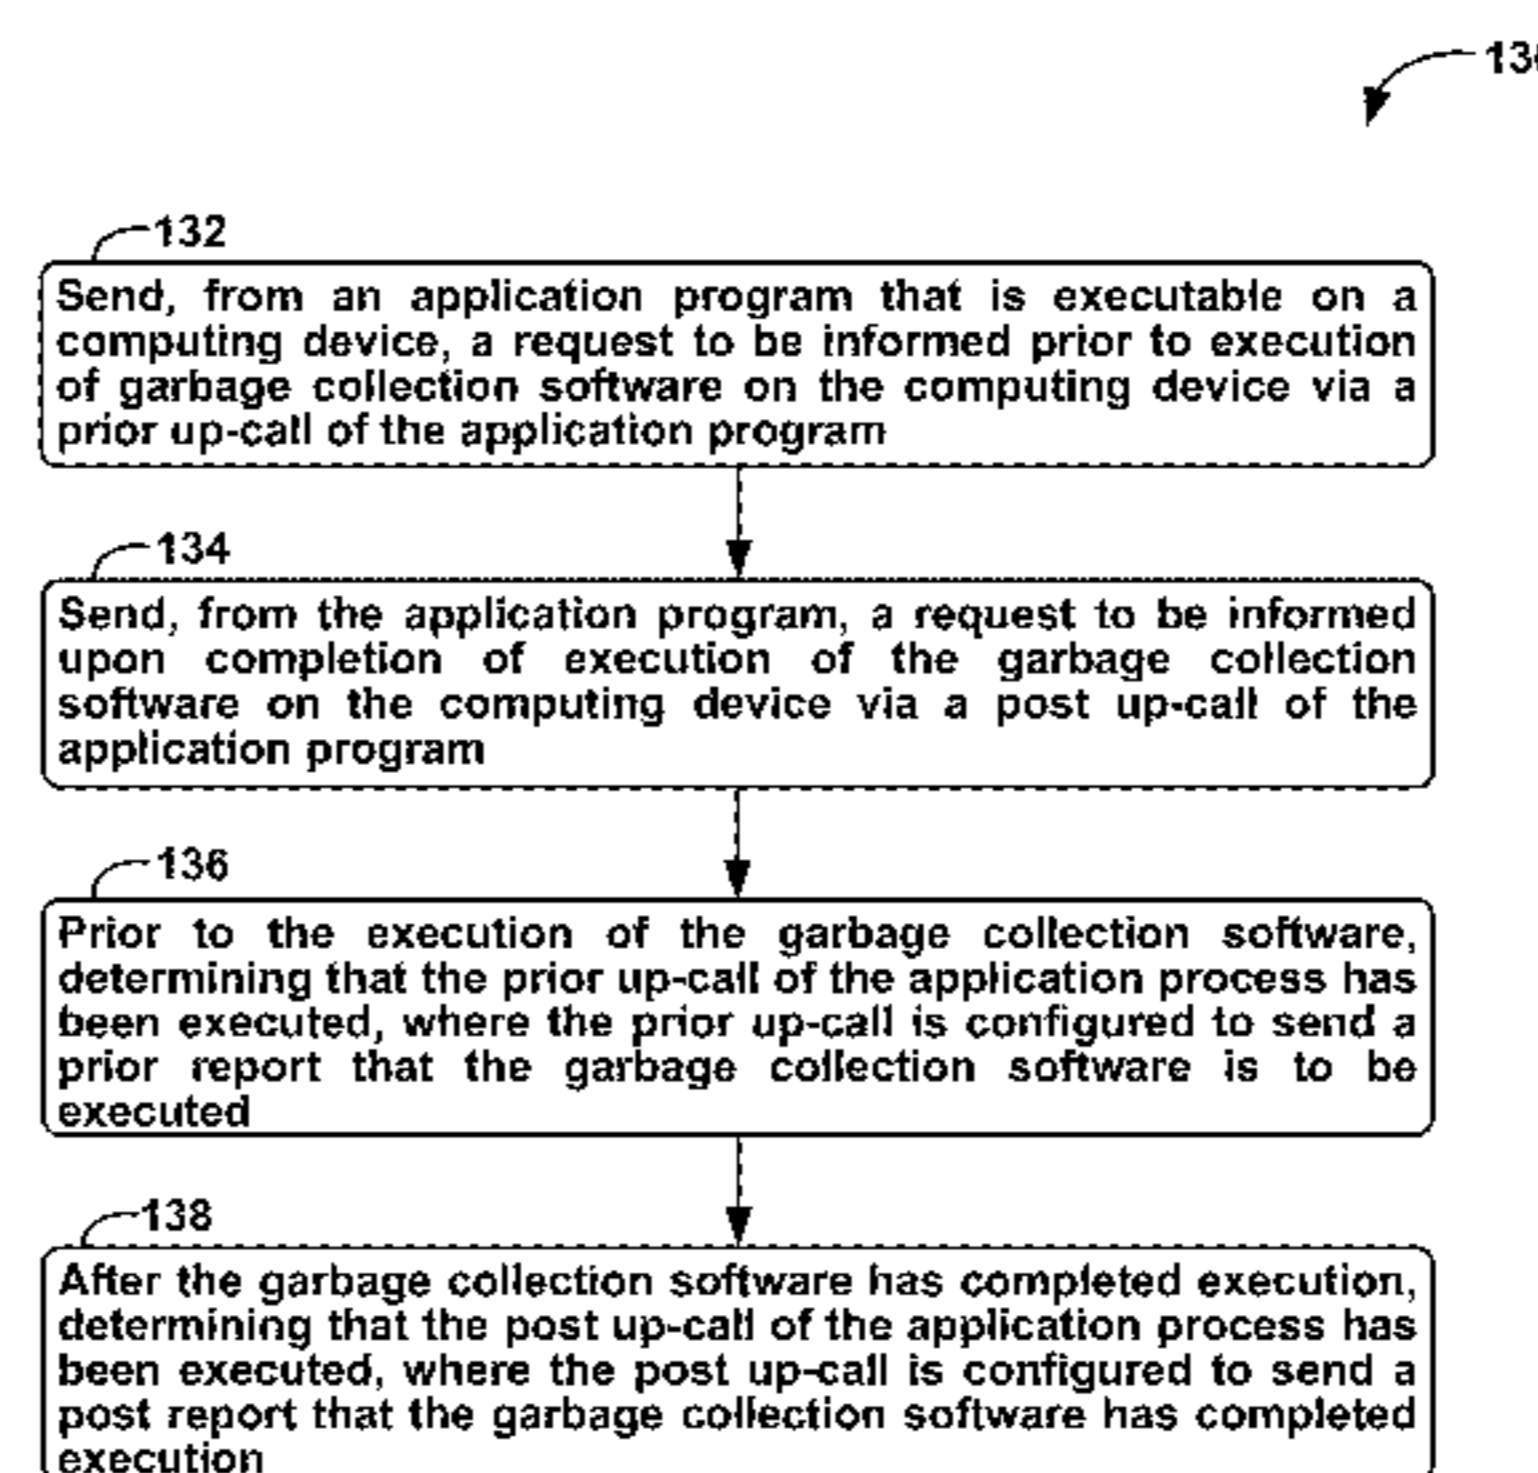 132
Send, from an application program that is executable on a
computing device, a request to be informed prior to execution
of garbage collection software on the computing device via a
prior up-call of the application program
134
Send, from the application program, a request to be informed
upon completion of execution of the garbage collection
software on the computing device via a post up-call of the
application program
136
Prior to the execution of the garbage collection software,
determining that the prior up-call of the application process has
been executed, where the prior up-call is configured to send a
prior report that the garbage collection software is to be
executed
138
After the garbage collection software has completed execution,
determining that the post up-call of the application process has
been executed, where the post up-call is configured to send a
post report that the garbage collection software has completed
execution